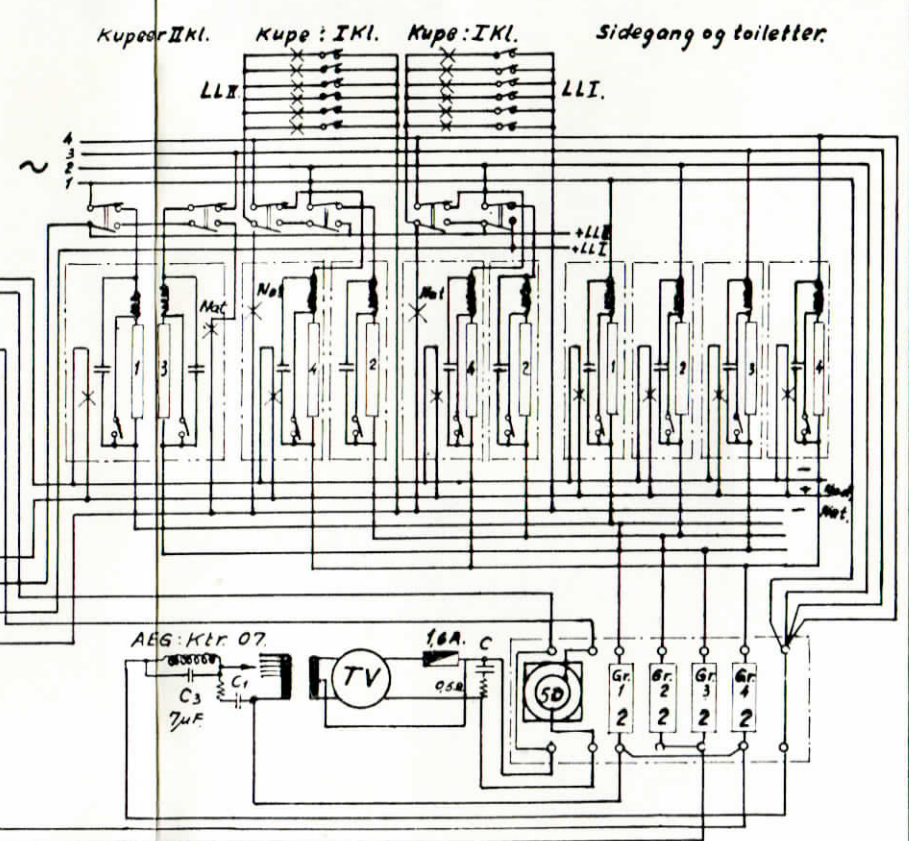 Kupeer II Kl.
Kupe: I Kl.
Kupe: I Kl.
Sidegang og toiletter.
LL II.
LL I.
4
3
~ 2
1
+LL II
+LL I
Nat.
Nat
Nat
1
3
4
2
4
2
1
2
3
4
-
+ Nød.
- Nat.
AEG: Ktr. 07.
1,6A.
C
C3
7µF.
C1
TV
0,5Ω
50
Gr. 1
2
Gr. 2
2
Gr. 3
2
Gr. 4
2